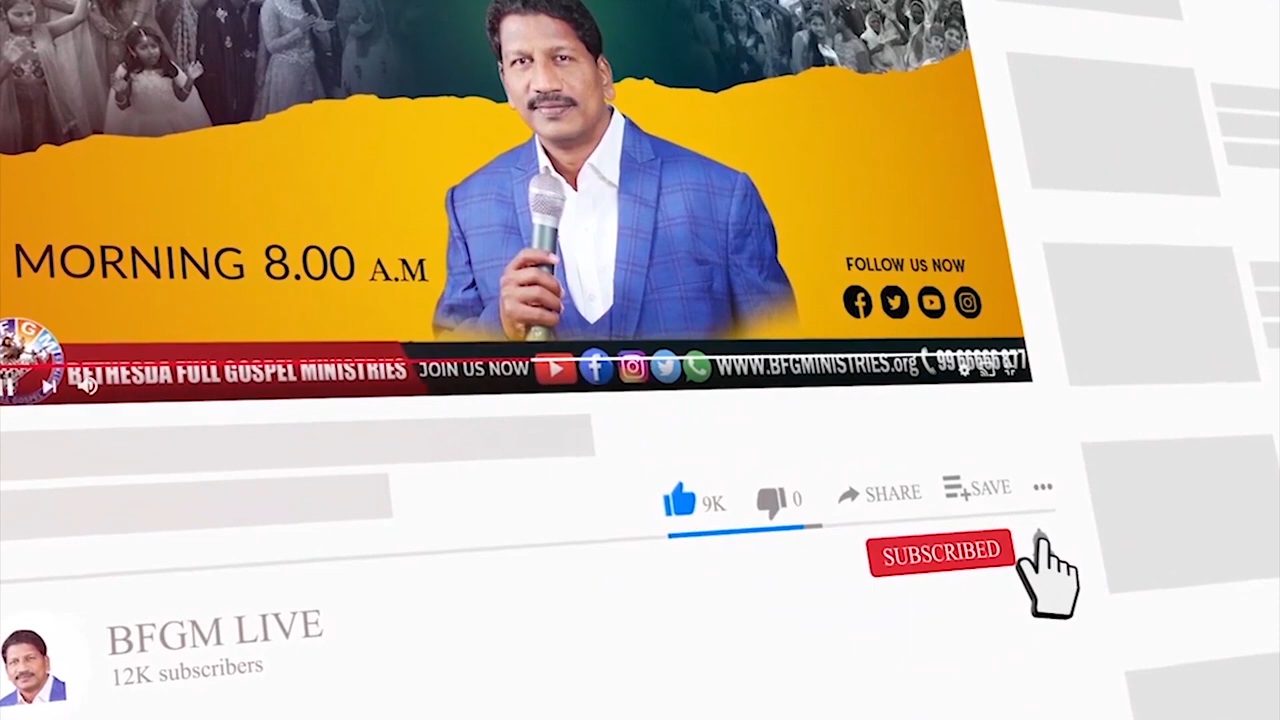 MORNING 8.00 A.M
FOLLOW US NOW
BETHESDA FULL GOSPEL MINISTRIES
JOIN US NOW
WWW.BFGMINISTRIES.org
9K
0
SHARE
SAVE
SUBSCRIBED
BFGM LIVE
12K subscribers